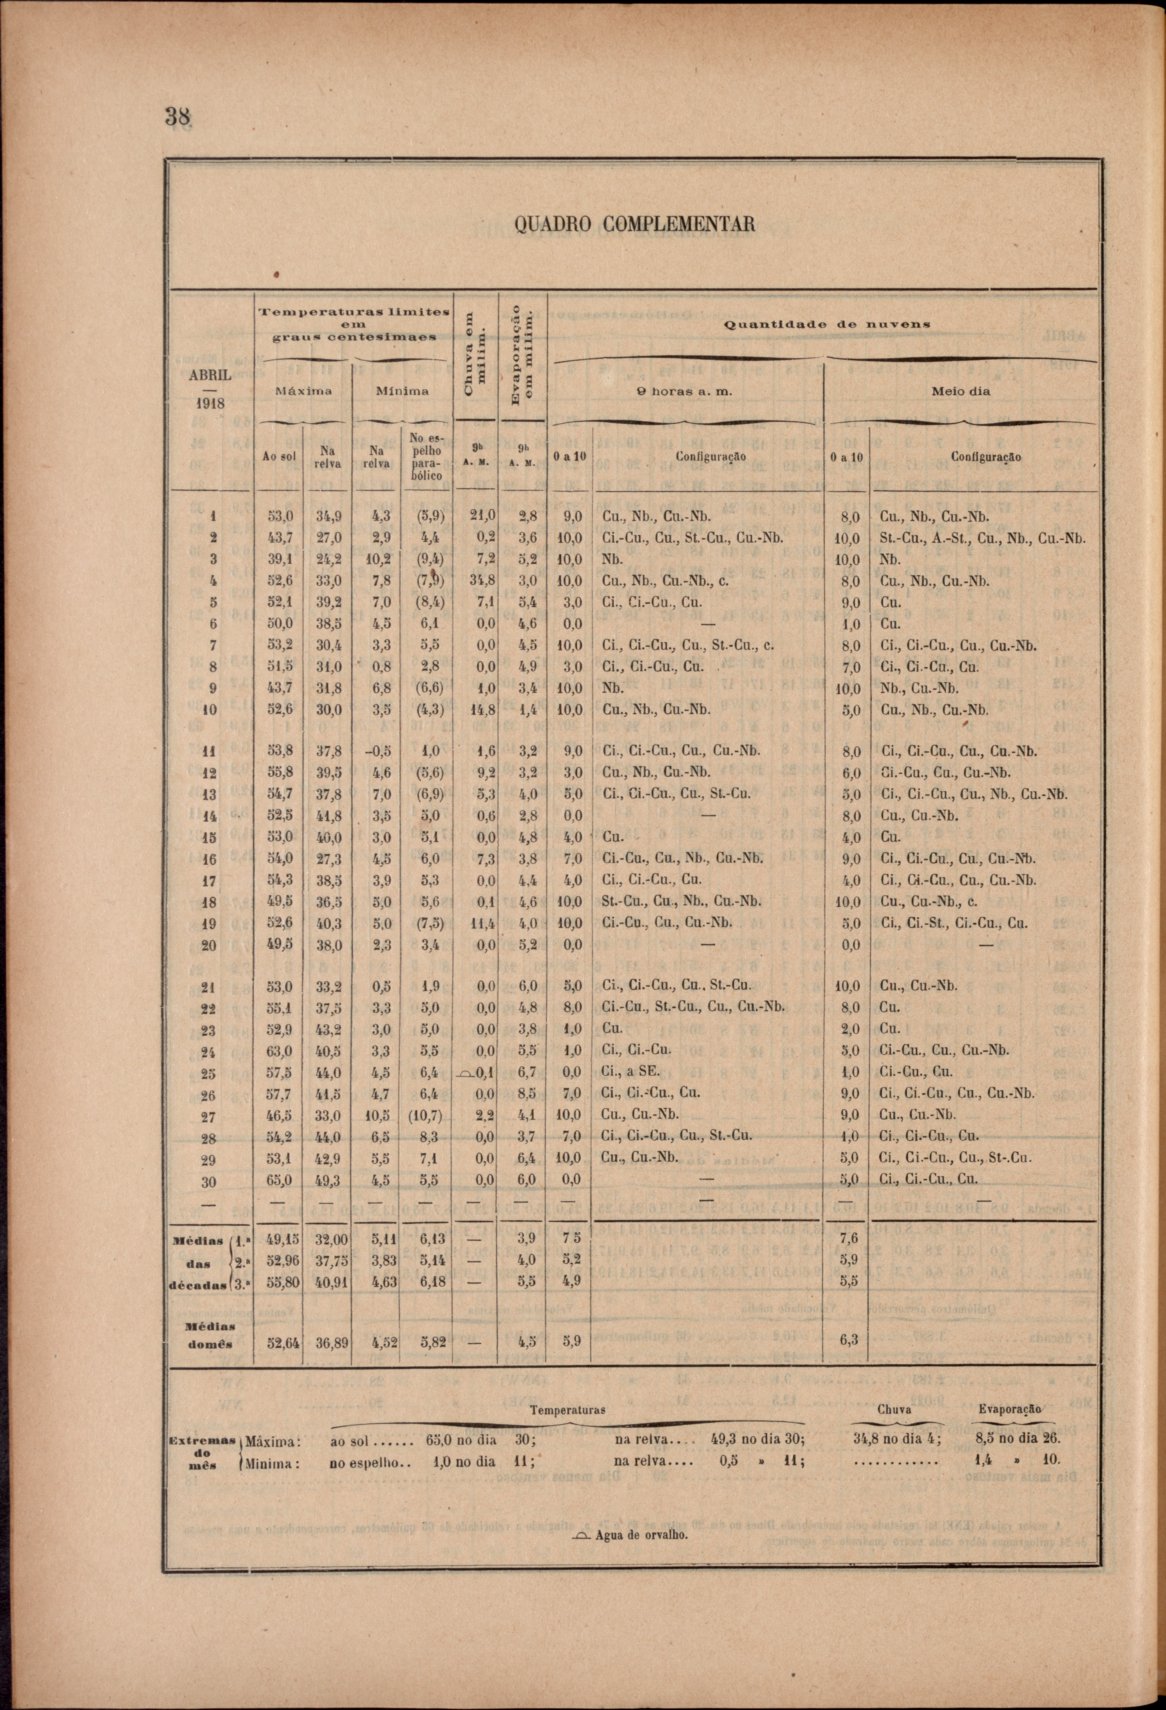 38
QUADRO COMPLEMENTAR
ABRIL
—
1918
Temperaturas limites
em
graus centesimaes
Máxima
Mínima
Ao sol
Na
relva
Na
relva
No es-
pelho
para-
bólico
Chuva em
milim.
9h
A. M.
Evaporação
em milim.
9h
A. M.
Quantidade de nuvens
9 horas a. m.
Meio dia
0 a 10
Configuração
0 a 10
Configuração
1 53,0 34,9 4,3 (5,9) 21,0 2,8 9,0 Cu., Nb., Cu.-Nb. 8,0 Cu., Nb., Cu.-Nb.
2 43,7 27,0 2,9 4,4 0,2 3,6 10,0 Ci.-Cu., Cu., St.-Cu., Cu.-Nb. 10,0 St.-Cu., A.-St., Cu., Nb., Cu.-Nb.
3 39,1 24,2 10,2 (9,4) 7,2 5,2 10,0 Nb. 10,0 Nb.
4 52,6 33,0 7,8 (7,9) 34,8 3,0 10,0 Cu., Nb., Cu.-Nb., c. 8,0 Cu., Nb., Cu.-Nb.
5 52,1 39,2 7,0 (8,4) 7,1 5,4 3,0 Ci., Ci.-Cu., Cu. 9,0 Cu.
6 50,0 38,5 4,5 6,1 0,0 4,6 0,0 — 1,0 Cu.
7 53,2 30,4 3,3 5,5 0,0 4,5 10,0 Ci., Ci.-Cu., Cu., St.-Cu., c. 8,0 Ci., Ci.-Cu., Cu., Cu.-Nb.
8 51,5 31,0 0,8 2,8 0,0 4,9 3,0 Ci., Ci.-Cu., Cu. 7,0 Ci., Ci.-Cu., Cu.
9 43,7 31,8 6,8 (6,6) 1,0 3,4 10,0 Nb. 10,0 Nb., Cu.-Nb.
10 52,6 30,0 3,5 (4,3) 14,8 1,4 10,0 Cu., Nb., Cu.-Nb. 5,0 Cu., Nb., Cu.-Nb.
11 53,8 37,8 –0,5 1,0 1,6 3,2 9,0 Ci., Ci.-Cu., Cu., Cu.-Nb. 8,0 Ci., Ci.-Cu., Cu., Cu.-Nb.
12 55,8 39,5 4,6 (5,6) 9,2 3,2 3,0 Cu., Nb., Cu.-Nb. 6,0 Ci.-Cu., Cu., Cu.-Nb.
13 54,7 37,8 7,0 (6,9) 5,3 4,0 5,0 Ci., Ci.-Cu., Cu., St.-Cu. 5,0 Ci., Ci.-Cu., Cu., Nb., Cu.-Nb.
14 52,5 41,8 3,5 5,0 0,6 2,8 0,0 — 8,0 Cu., Cu.-Nb.
15 53,0 40,0 3,0 5,1 0,0 4,8 4,0 Cu. 4,0 Cu.
16 54,0 27,3 4,5 6,0 7,3 3,8 7,0 Ci.-Cu., Cu., Nb., Cu.-Nb. 9,0 Ci., Ci.-Cu., Cu., Cu.-Nb.
17 54,3 38,5 3,9 5,3 0,0 4,4 4,0 Ci., Ci.-Cu., Cu. 4,0 Ci., Ci.-Cu., Cu., Cu.-Nb.
18 49,5 36,5 5,0 5,6 0,1 4,6 10,0 St.-Cu., Cu., Nb., Cu.-Nb. 10,0 Cu., Cu.-Nb., c.
19 52,6 40,3 5,0 (7,5) 11,4 4,0 10,0 Ci.-Cu., Cu., Cu.-Nb. 5,0 Ci., Ci.-St., Ci.-Cu., Cu.
20 49,5 38,0 2,3 3,4 0,0 5,2 0,0 — 0,0 —
21 53,0 33,2 0,5 1,9 0,0 6,0 5,0 Ci., Ci.-Cu., Cu., St.-Cu. 10,0 Cu., Cu.-Nb.
22 55,1 37,5 3,3 5,0 0,0 4,8 8,0 Ci.-Cu., St.-Cu., Cu., Cu.-Nb. 8,0 Cu.
23 52,9 43,2 3,0 5,0 0,0 3,8 1,0 Cu. 2,0 Cu.
24 63,0 40,5 3,3 5,5 0,0 5,5 1,0 Ci., Ci.-Cu. 5,0 Ci.-Cu., Cu., Cu.-Nb.
25 57,5 44,0 4,5 6,4 ⌓0,1 6,7 0,0 Ci., a SE. 1,0 Ci.-Cu., Cu.
26 57,7 41,5 4,7 6,4 0,0 8,5 7,0 Ci., Ci.-Cu., Cu. 9,0 Ci., Ci.-Cu., Cu., Cu.-Nb.
27 46,5 33,0 10,5 (10,7) 2,2 4,1 10,0 Cu., Cu.-Nb. 9,0 Cu., Cu.-Nb.
28 54,2 44,0 6,5 8,3 0,0 3,7 7,0 Ci., Ci.-Cu., Cu., St.-Cu. 1,0 Ci., Ci.-Cu., Cu.
29 53,1 42,9 5,5 7,1 0,0 6,4 10,0 Cu., Cu.-Nb. 5,0 Ci., Ci.-Cu., Cu., St-.Cu.
30 65,0 49,3 4,5 5,5 0,0 6,0 0,0 — 5,0 Ci., Ci.-Cu., Cu.
— — — — — — — — — — —
Médias 1.ª 49,15 32,00 5,11 6,13 — 3,9 7 5 7,6
das 2.ª 52,96 37,75 3,83 5,14 — 4,0 5,2 5,9
décadas 3.ª 55,80 40,91 4,63 6,18 — 5,5 4,9 5,5
Médias
domês 52,64 36,89 4,52 5,82 — 4,5 5,9 6,3
Temperaturas Chuva Evaporação
Extremas do mês
Máxima: ao sol...... 65,0 no dia 30; na relva.... 49,3 no dia 30; 34,8 no dia 4; 8,5 no dia 26.
Mínima: no espelho.. 1,0 no dia 11; na relva.... 0,5 » 11; ............ 1,4 » 10.
⌓ Agua de orvalho.